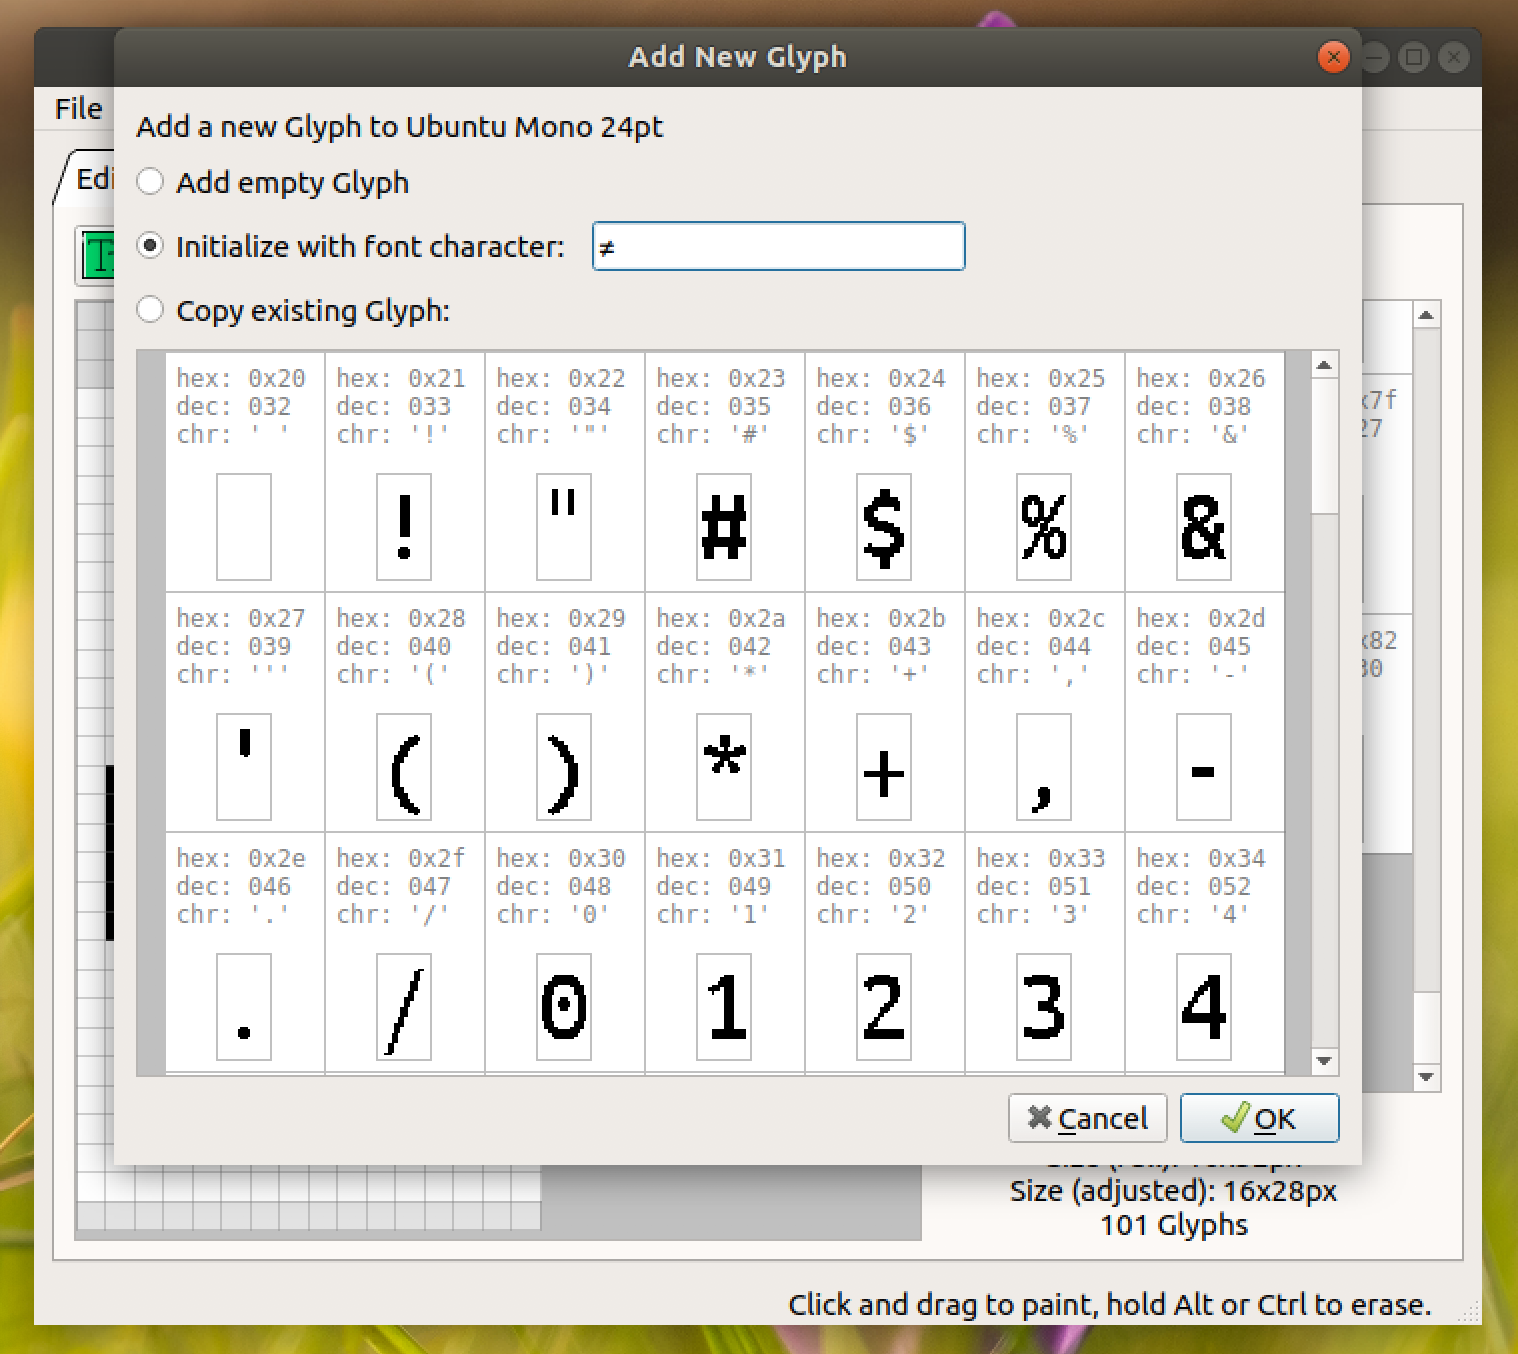 Add New Glyph
File
Add a new Glyph to Ubuntu Mono 24pt
Add empty Glyph
Initialize with font character: ≠
Copy existing Glyph:
hex: 0x20 hex: 0x21 hex: 0x22 hex: 0x23 hex: 0x24 hex: 0x25 hex: 0x26
dec: 032 dec: 033 dec: 034 dec: 035 dec: 036 dec: 037 dec: 038
chr: ' ' chr: '!' chr: '"' chr: '#' chr: '$' chr: '%' chr: '&'
! " # $ % &
hex: 0x27 hex: 0x28 hex: 0x29 hex: 0x2a hex: 0x2b hex: 0x2c hex: 0x2d
dec: 039 dec: 040 dec: 041 dec: 042 dec: 043 dec: 044 dec: 045
chr: ''' chr: '(' chr: ')' chr: '*' chr: '+' chr: ',' chr: '-'
' ( ) * + , -
hex: 0x2e hex: 0x2f hex: 0x30 hex: 0x31 hex: 0x32 hex: 0x33 hex: 0x34
dec: 046 dec: 047 dec: 048 dec: 049 dec: 050 dec: 051 dec: 052
chr: '.' chr: '/' chr: '0' chr: '1' chr: '2' chr: '3' chr: '4'
. / 0 1 2 3 4
Cancel OK
Size (adjusted): 16x28px
101 Glyphs
Click and drag to paint, hold Alt or Ctrl to erase.